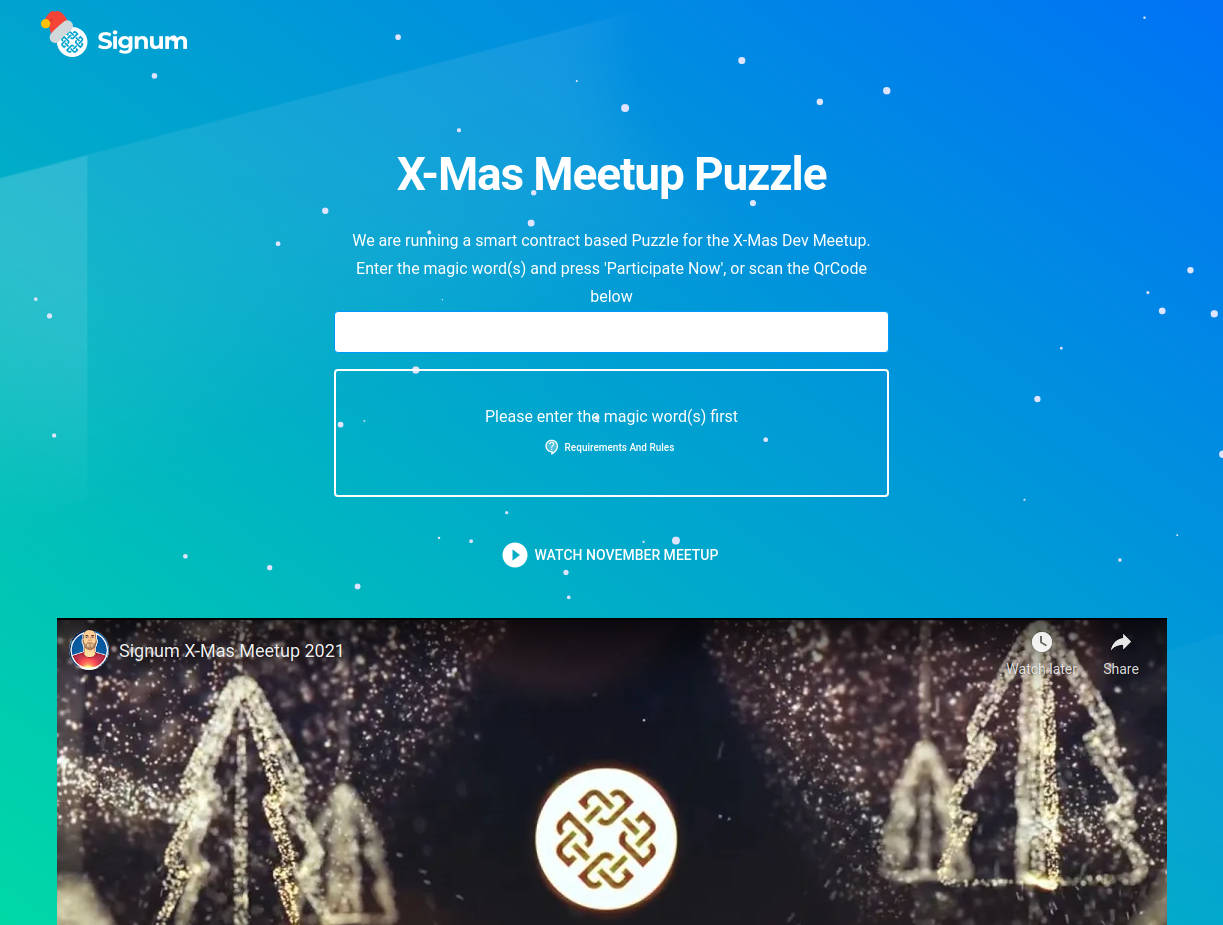 Signum
X-Mas Meetup Puzzle
We are running a smart contract based Puzzle for the X-Mas Dev Meetup.
Enter the magic word(s) and press 'Participate Now', or scan the QrCode
below
Please enter the magic word(s) first
Requirements And Rules
WATCH NOVEMBER MEETUP
Signum X-Mas Meetup 2021
Watch later
Share